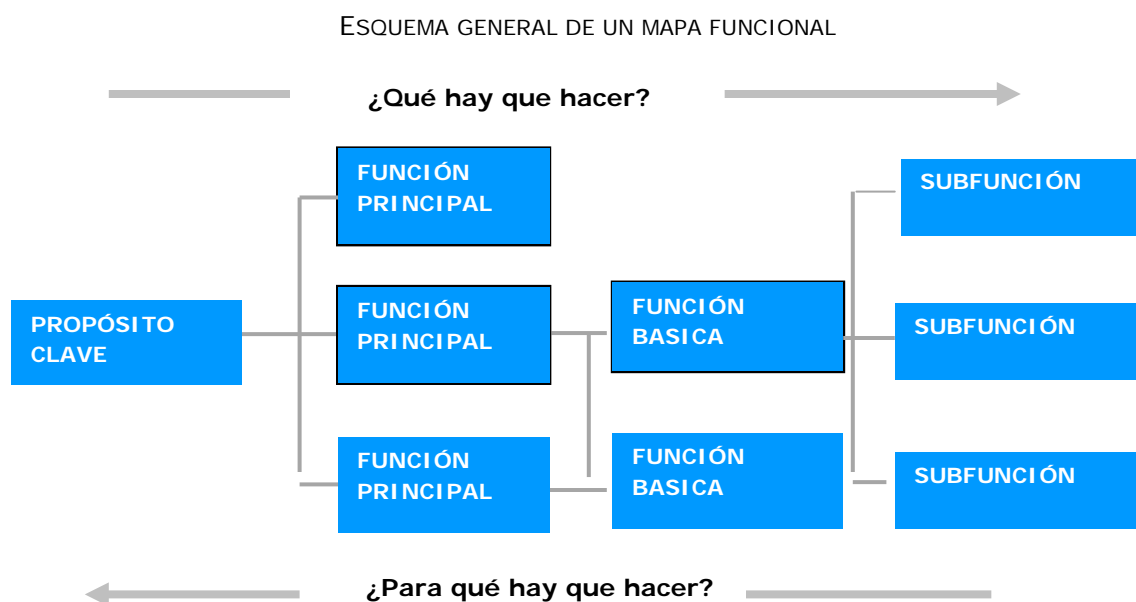 ESQUEMA GENERAL DE UN MAPA FUNCIONAL
¿Qué hay que hacer?
FUNCIÓN
PRINCIPAL
SUBFUNCIÓN
PROPÓSITO
CLAVE
FUNCIÓN
PRINCIPAL
FUNCIÓN
BASICA
SUBFUNCIÓN
FUNCIÓN
PRINCIPAL
FUNCIÓN
BASICA
SUBFUNCIÓN
¿Para qué hay que hacer?